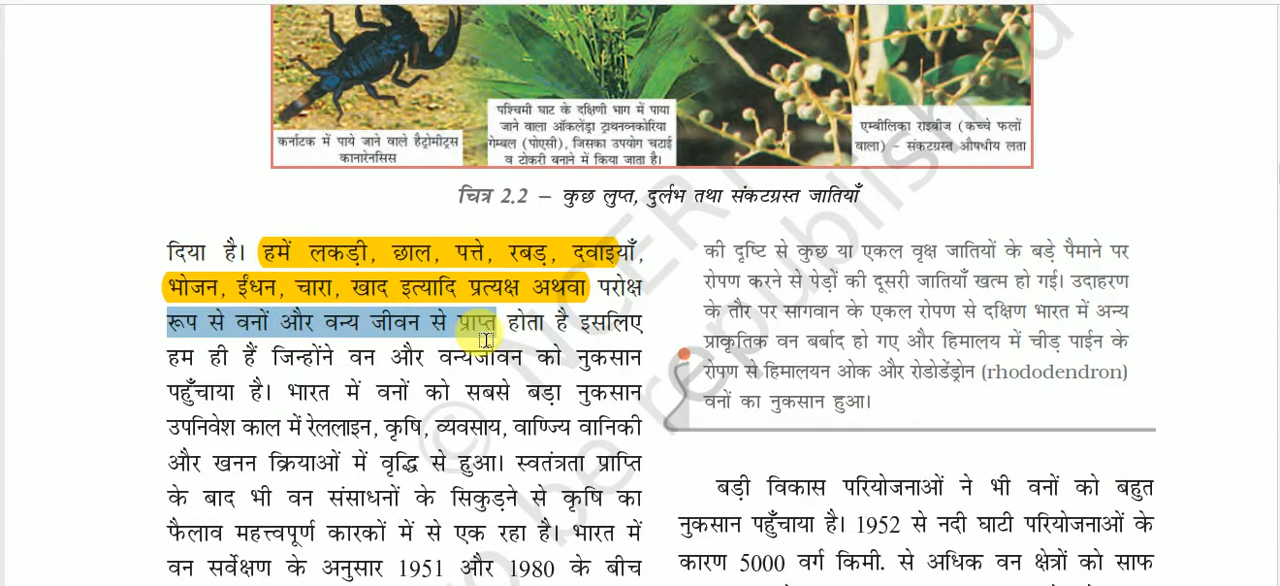 कर्नाटक में पाये जाने वाले हैट्रोमीट्रस
कानारेनसिस
पश्चिमी घाट के दक्षिणी भाग में पाया
जाने वाला ऑकलेंड्रा ट्राथनव्कोरिया
गेम्बल (पोएसी), जिसका उपयोग चटाई
व टोकरी बनाने में किया जाता है।
एम्बीलिका राइबीज (कच्चे फलों
वाला) – संकटग्रस्त औषधीय लता
चित्र 2.2 – कुछ लुप्त, दुर्लभ तथा संकटग्रस्त जातियाँ
दिया है। हमें लकड़ी, छाल, पत्ते, रबड़, दवाइयाँ,
भोजन, ईंधन, चारा, खाद इत्यादि प्रत्यक्ष अथवा परोक्ष
रूप से वनों और वन्य जीवन से प्राप्त होता है इसलिए
हम ही हैं जिन्होंने वन और वन्यजीवन को नुकसान
पहुँचाया है। भारत में वनों को सबसे बड़ा नुकसान
उपनिवेश काल में रेललाइन, कृषि, व्यवसाय, वाण्ज्यि वानिकी
और खनन क्रियाओं में वृद्धि से हुआ। स्वतंत्रता प्राप्ति
के बाद भी वन संसाधनों के सिकुड़ने से कृषि का
फैलाव महत्त्वपूर्ण कारकों में से एक रहा है। भारत में
वन सर्वेक्षण के अनुसार 1951 और 1980 के बीच
की दृष्टि से कुछ या एकल वृक्ष जातियों के बड़े पैमाने पर
रोपण करने से पेड़ों की दूसरी जातियाँ खत्म हो गई। उदाहरण
के तौर पर सागवान के एकल रोपण से दक्षिण भारत में अन्य
प्राकृतिक वन बर्बाद हो गए और हिमालय में चीड़ पाईन के
रोपण से हिमालयन ओक और रोडोडेंड्रोन (rhododendron)
वनों का नुकसान हुआ।
बड़ी विकास परियोजनाओं ने भी वनों को बहुत
नुकसान पहुँचाया है। 1952 से नदी घाटी परियोजनाओं के
कारण 5000 वर्ग किमी. से अधिक वन क्षेत्रों को साफ
© NCERT
be republished